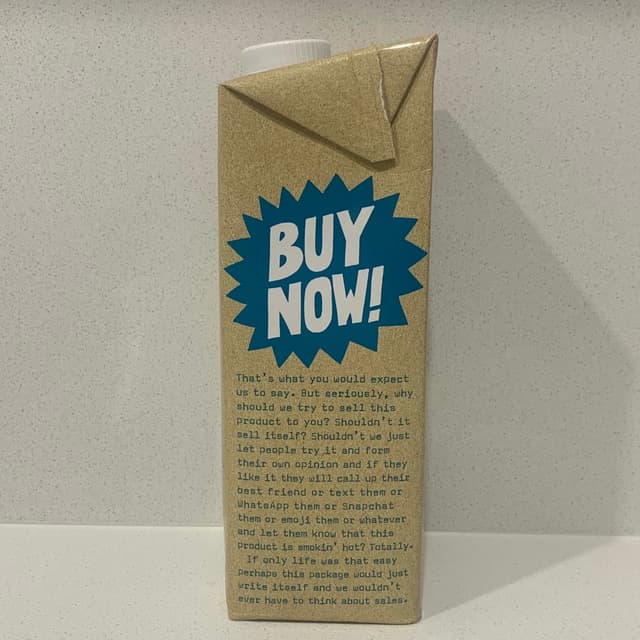 BUY
NOW!
That's what you would expect
us to say. But seriously, why
should we try to sell this
product to you? Shouldn't it
sell itself? Shouldn't we just
let people try it and form
their own opinion and if they
like it they will call up their
best friend or text them or
WhatsApp them or Snapchat
them or emoji them or whatever
and let them know that this
product is smokin' hot? Totally.
If only life was that easy
perhaps this package would just
write itself and we wouldn't
ever have to think about sales.